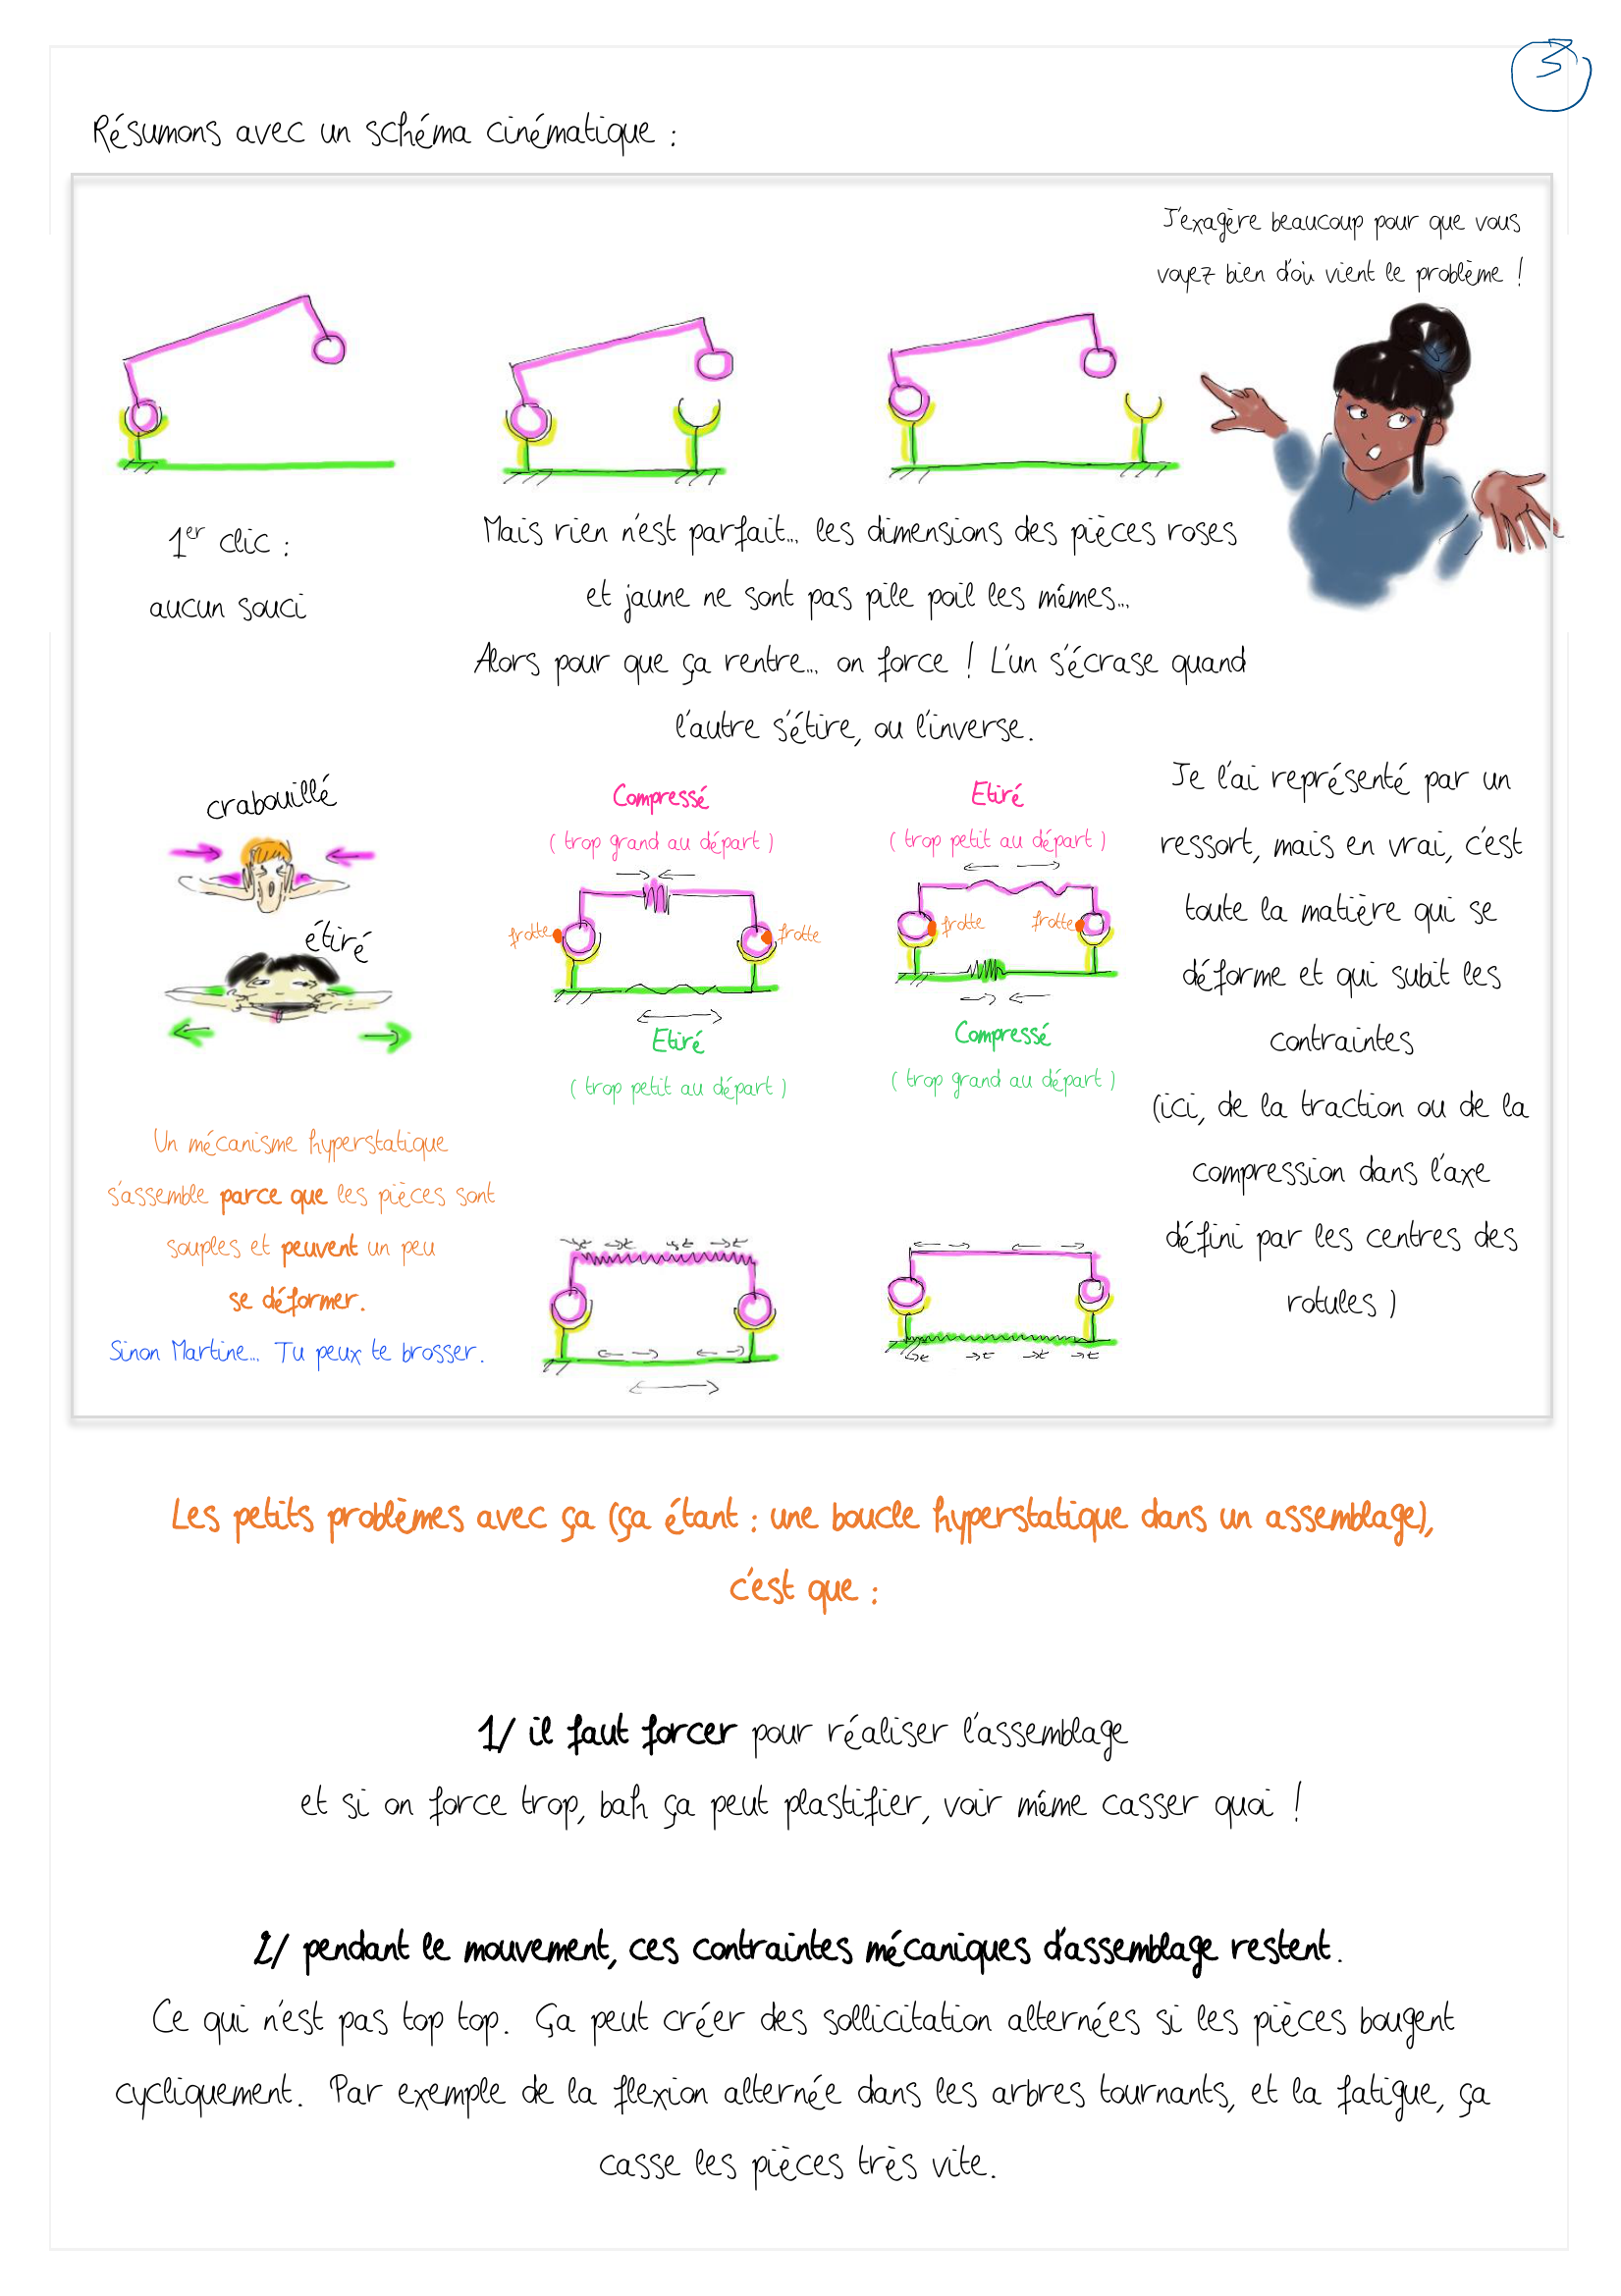 3
Résumons avec un schéma cinématique :
J'exagère beaucoup pour que vous
voyez bien d'où vient le problème !
1er clic :
aucun souci
Mais rien n'est parfait... les dimensions des pièces roses
et jaune ne sont pas pile poil les mêmes...
Alors pour que ça rentre... on force ! L'un s'écrase quand
l'autre s'étire, ou l'inverse.
crabouillé
étiré
Compressé
( trop grand au départ )
frotte
frotte
Etiré
( trop petit au départ )
Etiré
( trop petit au départ )
frotte
frotte
Compressé
( trop grand au départ )
Je l'ai représenté par un
ressort, mais en vrai, c'est
toute la matière qui se
déforme et qui subit les
contraintes
(ici, de la traction ou de la
compression dans l'axe
défini par les centres des
rotules )
Un mécanisme hyperstatique
s'assemble parce que les pièces sont
souples et peuvent un peu
se déformer.
Sinon Martine... Tu peux te brosser.
Les petits problèmes avec ça (ça étant : une boucle hyperstatique dans un assemblage),
c'est que :
1/ il faut forcer pour réaliser l'assemblage
et si on force trop, bah ça peut plastifier, voir même casser quoi !
2/ pendant le mouvement, ces contraintes mécaniques d'assemblage restent.
Ce qui n'est pas top top. Ça peut créer des sollicitation alternées si les pièces bougent
cycliquement. Par exemple de la flexion alternée dans les arbres tournants, et la fatigue, ça
casse les pièces très vite.